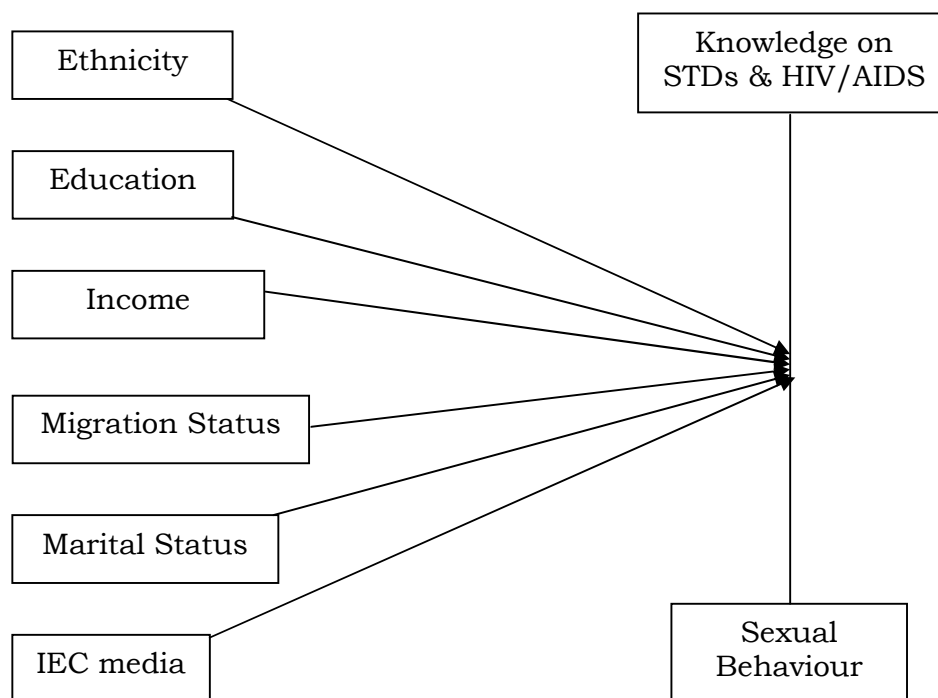 Ethnicity
Education
Income
Migration Status
Marital Status
IEC media
Knowledge on
STDs & HIV/AIDS
Sexual
Behaviour